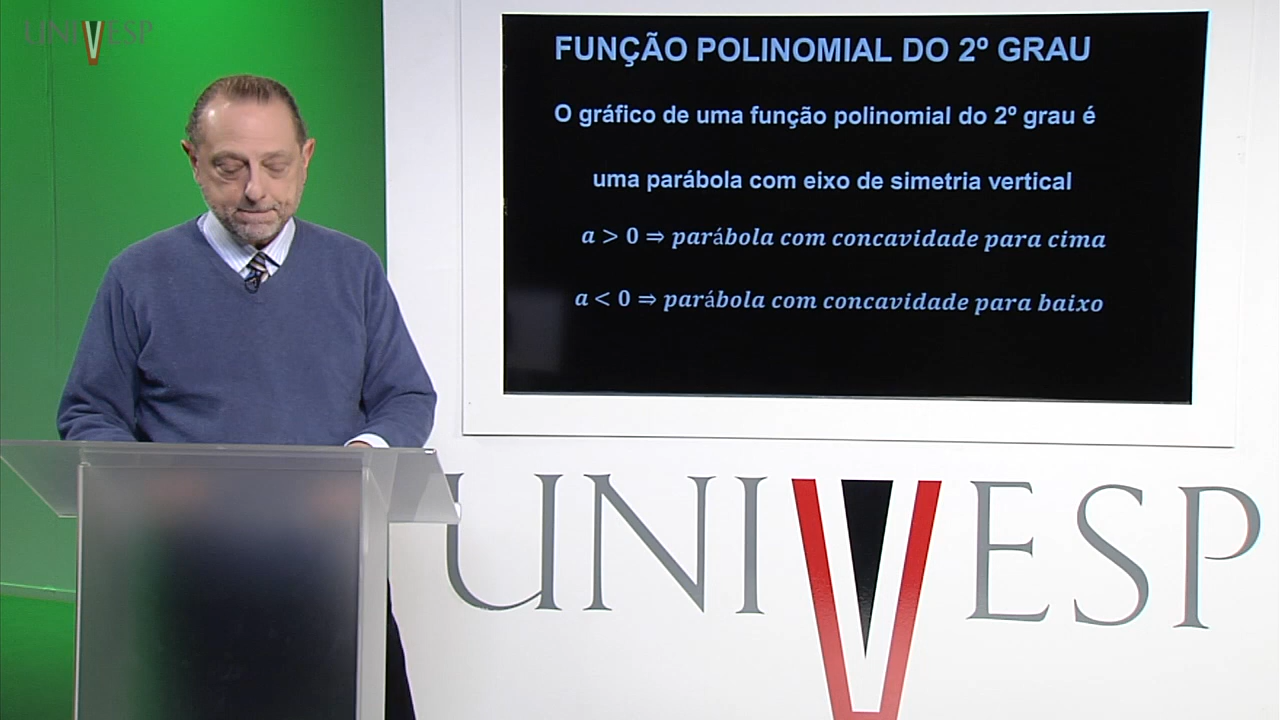 UNIVESP
FUNÇÃO POLINOMIAL DO 2º GRAU
O gráfico de uma função polinomial do 2º grau é
uma parábola com eixo de simetria vertical
a > 0 ⇒ parábola com concavidade para cima
a < 0 ⇒ parábola com concavidade para baixo
UNIVESP